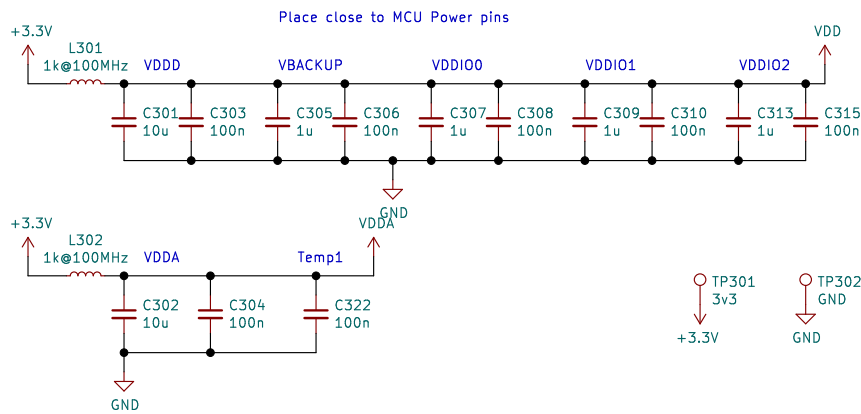 Place close to MCU Power pins
+3.3V
L301
1k@100MHz
VDDD
VBACKUP
VDDIO0
VDDIO1
VDDIO2
VDD
C301
10u
C303
100n
C305
1u
C306
100n
C307
1u
C308
100n
C309
1u
C310
100n
C313
1u
C315
100n
GND
+3.3V
L302
1k@100MHz
VDDA
Temp1
VDDA
C302
10u
C304
100n
C322
100n
GND
TP301
3v3
+3.3V
TP302
GND
GND